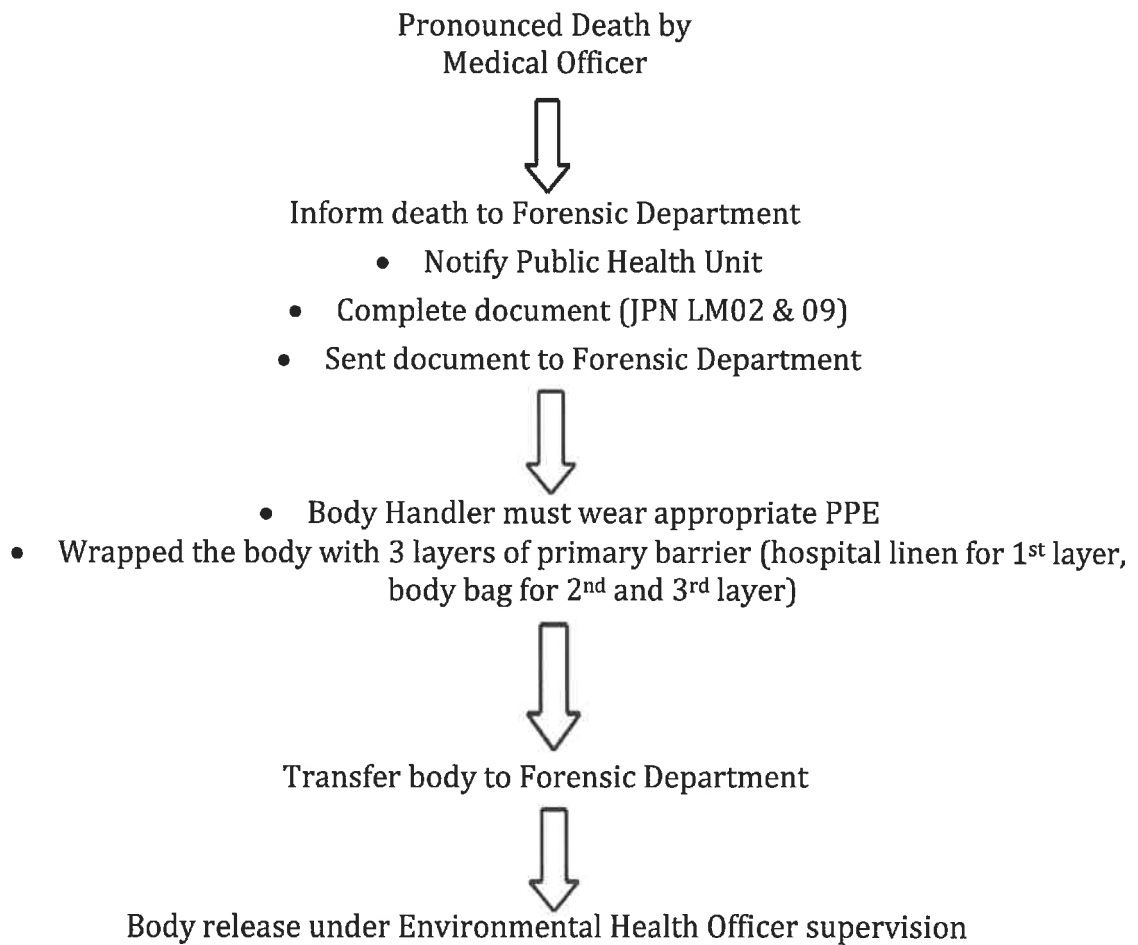 Pronounced Death by
Medical Officer
Inform death to Forensic Department
• Notify Public Health Unit
• Complete document (JPN LM02 & 09)
• Sent document to Forensic Department
• Body Handler must wear appropriate PPE
• Wrapped the body with 3 layers of primary barrier (hospital linen for 1st layer,
body bag for 2nd and 3rd layer)
Transfer body to Forensic Department
Body release under Environmental Health Officer supervision